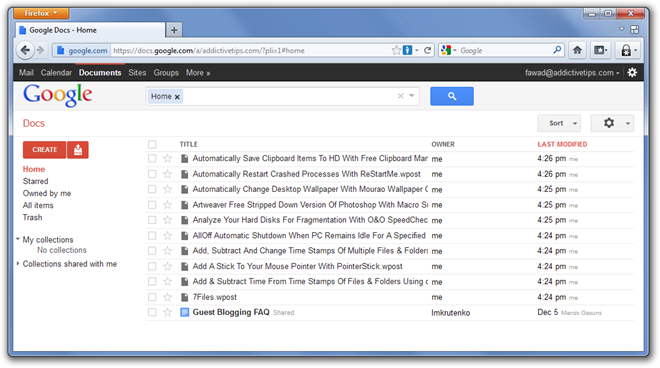 Firefox
Google Docs - Home
google.com https://docs.google.com/a/addictivetips.com/?pli=1#home Google
Mail Calendar Documents Sites Groups More » fawad@addictivetips.com
Google Home ×
Docs Sort
CREATE TITLE OWNER LAST MODIFIED
Home
Starred
Owned by me
All items
Trash
My collections
No collections
Collections shared with me
Automatically Save Clipboard Items To HD With Free Clipboard Man me 4:26 pm me
Automatically Restart Crashed Processes With ReStartMe.wpost me 4:26 pm me
Automatically Change Desktop Wallpaper With Mourao Wallpaper C me 4:25 pm me
Artweaver Free Stripped Down Version Of Photoshop With Macro Su me 4:25 pm me
Analyze Your Hard Disks For Fragmentation With O&O SpeedChec me 4:25 pm me
AllOff Automatic Shutdown When PC Remains Idle For A Specified me 4:24 pm me
Add, Subtract And Change Time Stamps Of Multiple Files & Folders me 4:24 pm me
Add A Stick To Your Mouse Pointer With PointerStick.wpost me 4:24 pm me
Add & Subtract Time From Time Stamps Of Files & Folders Using me 4:24 pm me
7Files.wpost me 4:24 pm me
Guest Blogging FAQ Shared lmkrutenko Dec 5